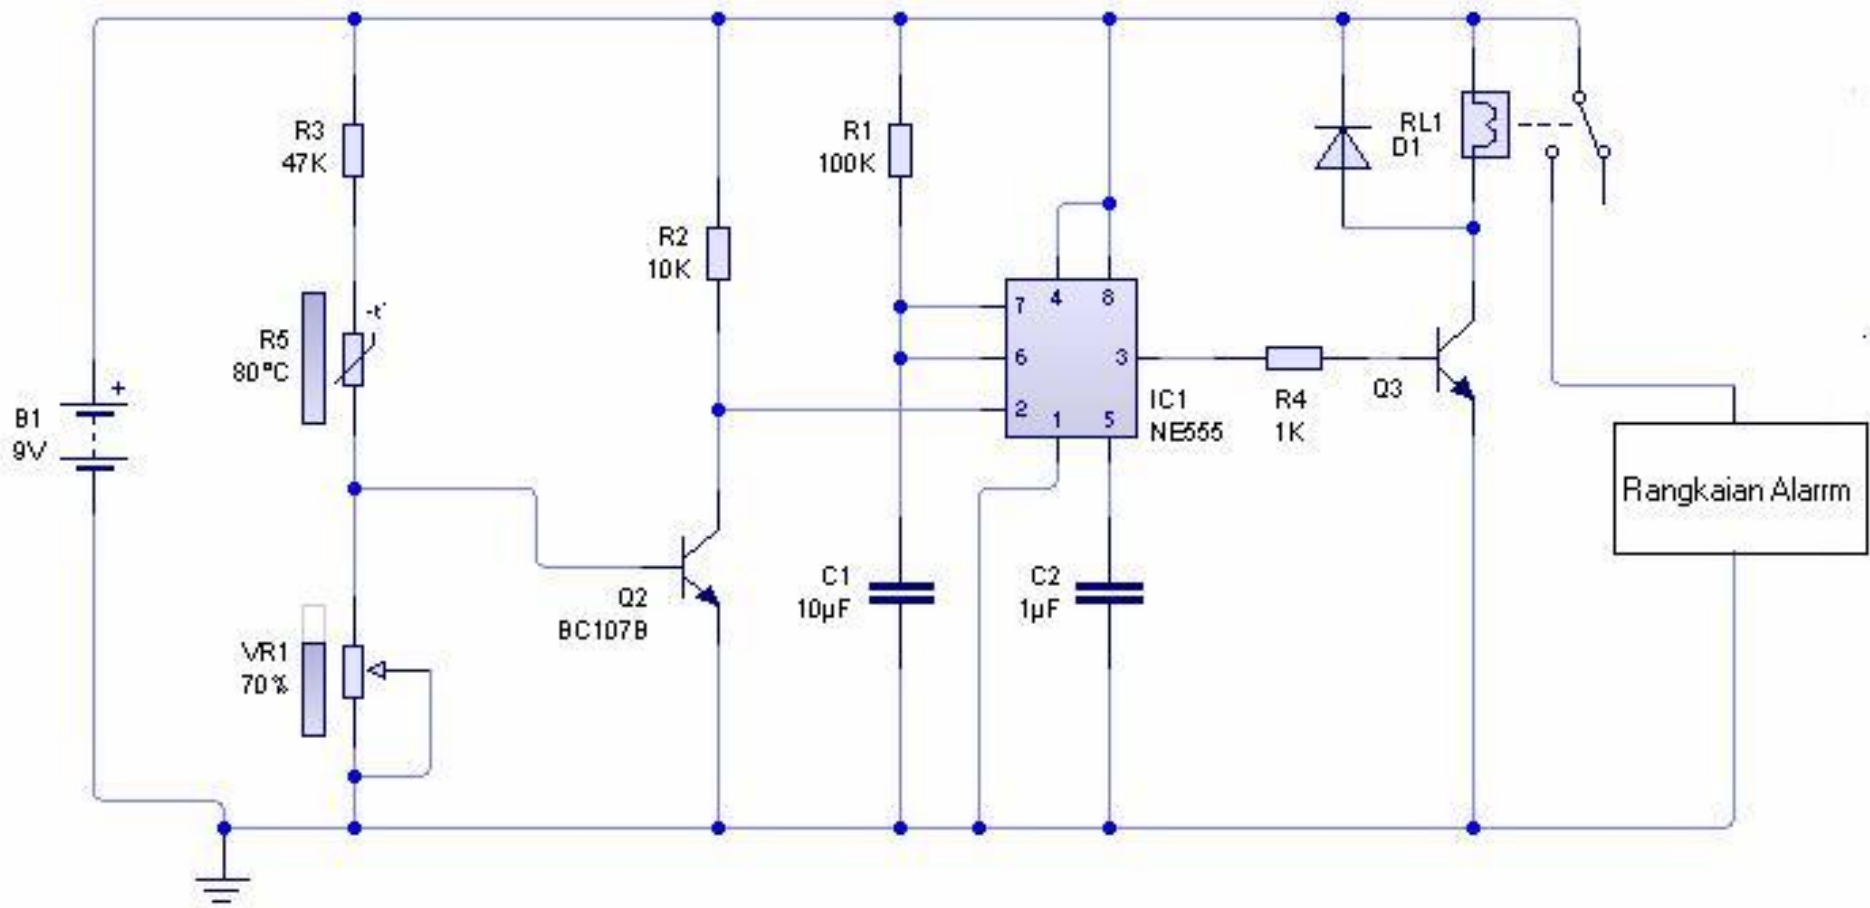 R3
47K
R1
100K
RL1
D1
R2
10K
-t°
R5
80°C
7
4
8
6
3
2
1
5
IC1
NE555
R4
1K
Q3
+
B1
9V
Rangkaian Alarrm
Q2
BC107B
C1
10µF
C2
1µF
VR1
70%